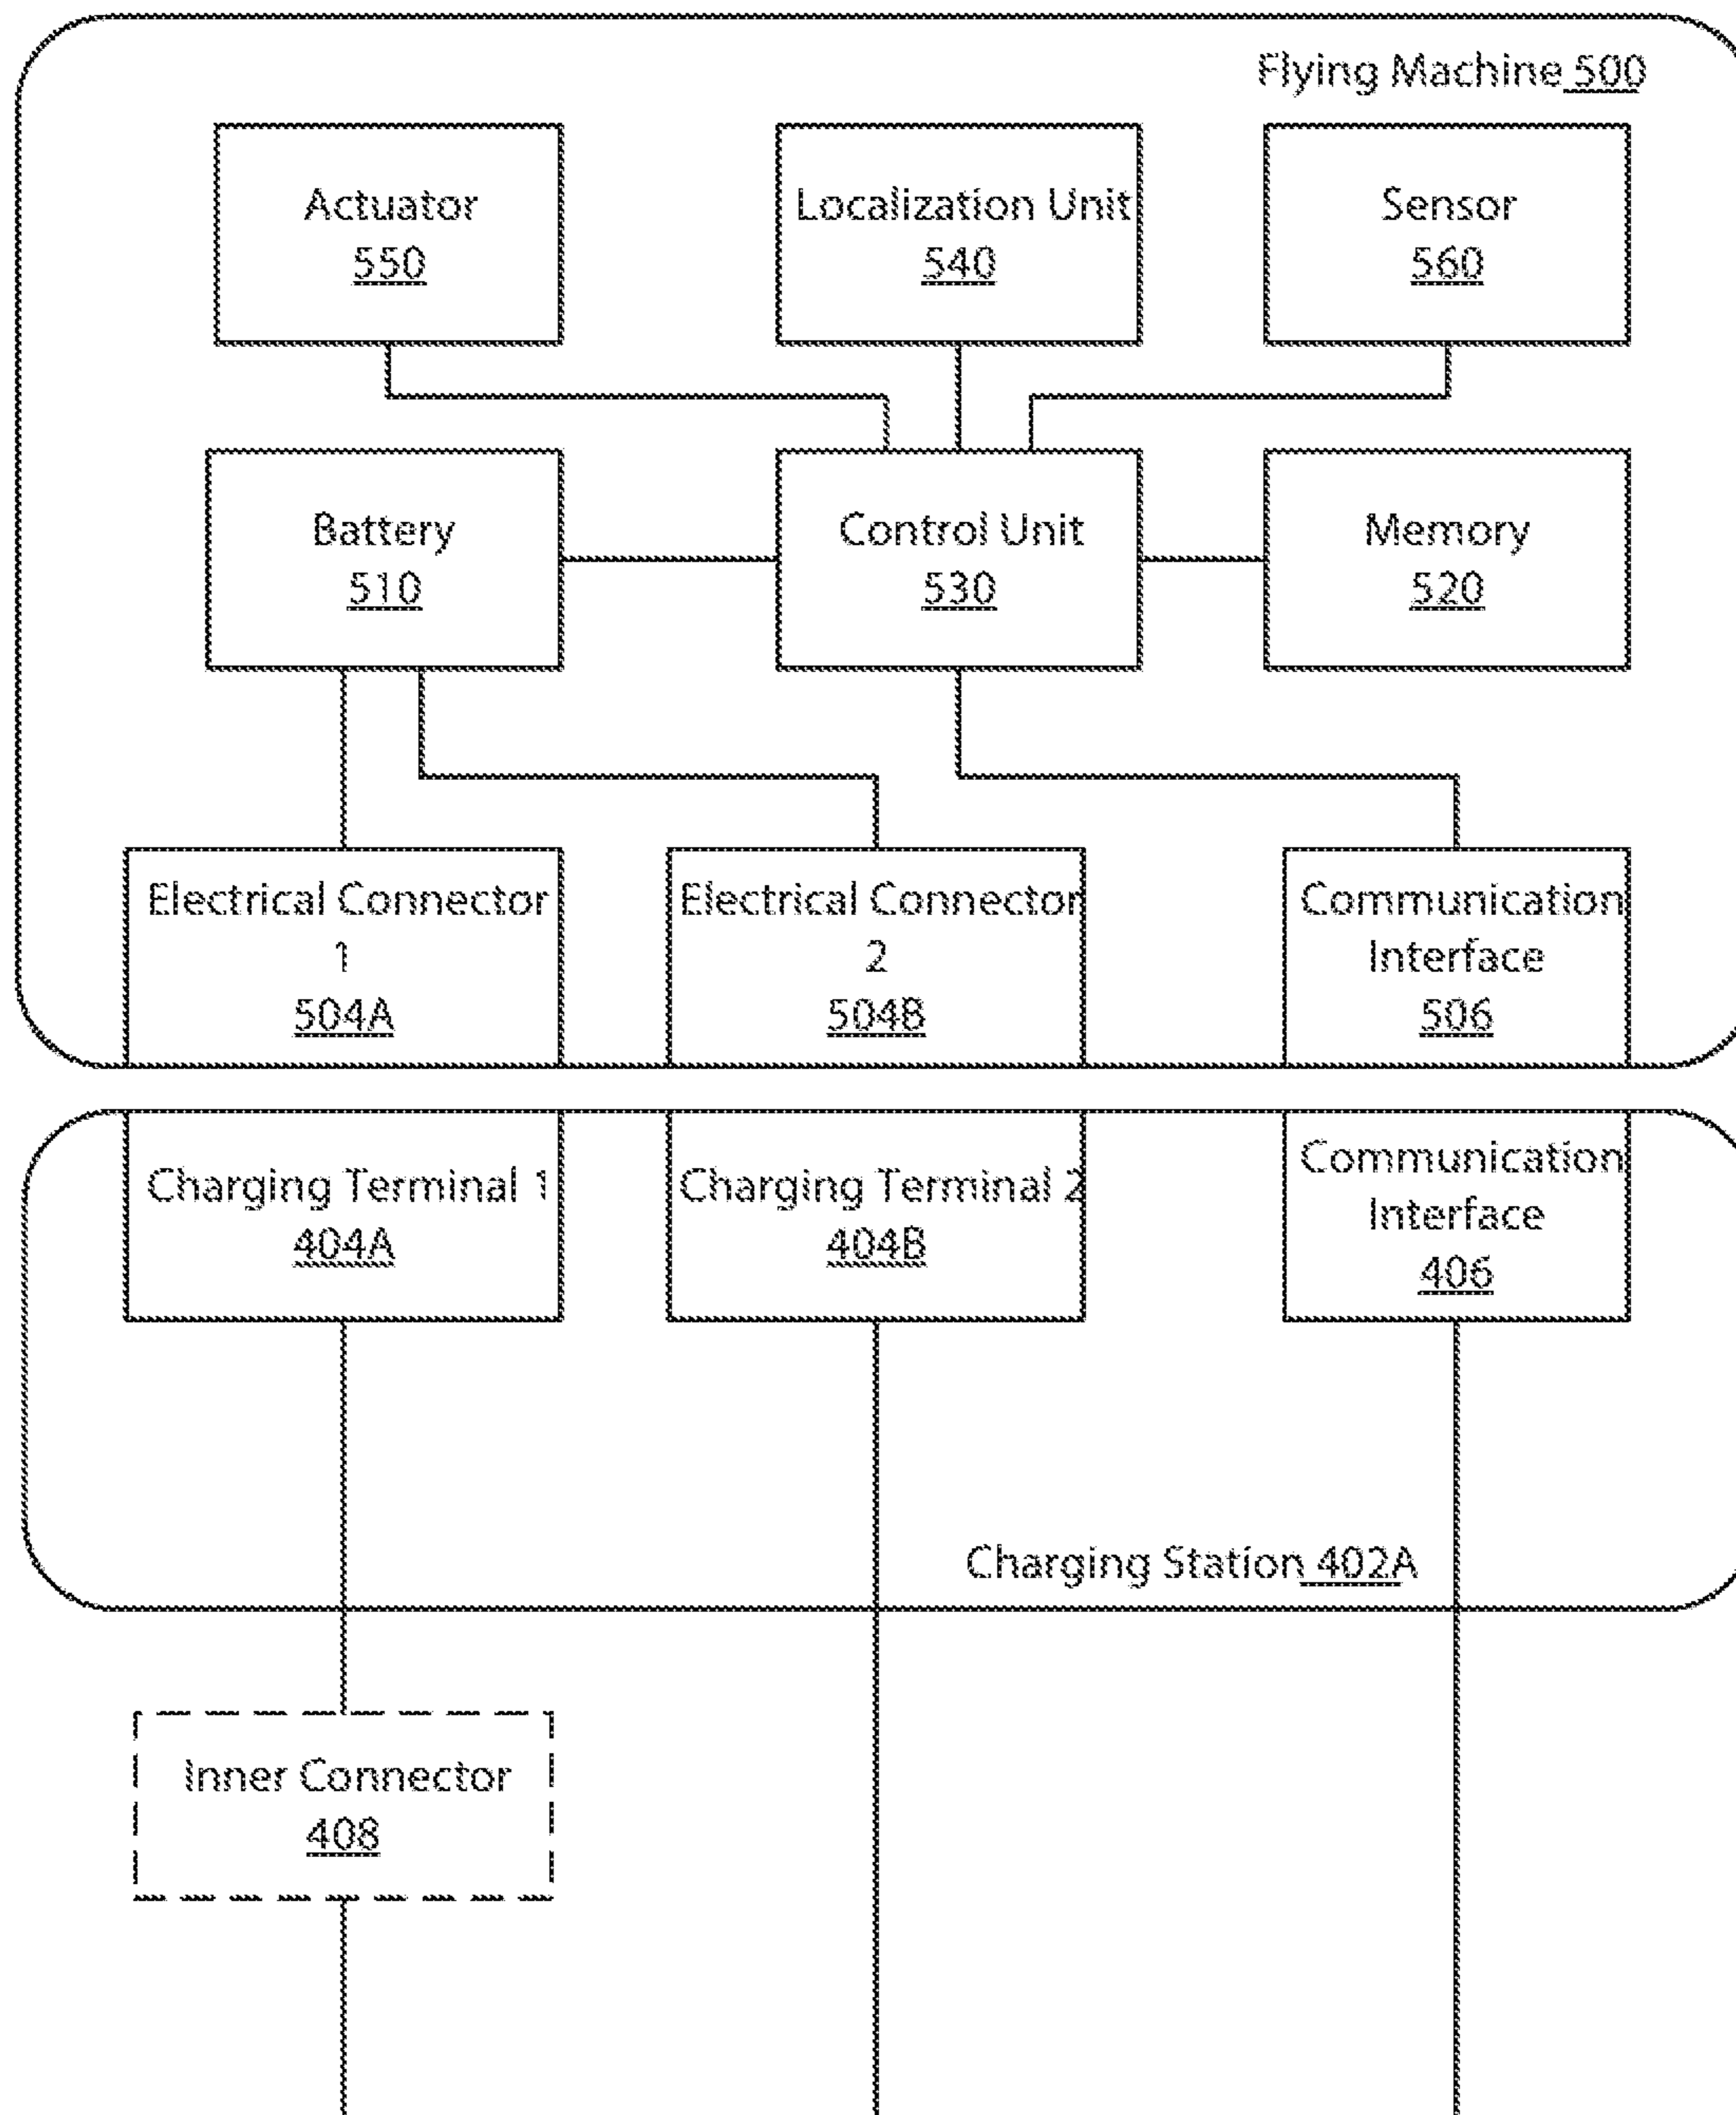 Flying Machine 500
Actuator
550
Localization Unit
540
Sensor
560
Battery
510
Control Unit
530
Memory
520
Electrical Connector
1
504A
Electrical Connector
2
504B
Communication
Interface
506
Charging Terminal 1
404A
Charging Terminal 2
404B
Communication
Interface
406
Charging Station 402A
Inner Connector
408